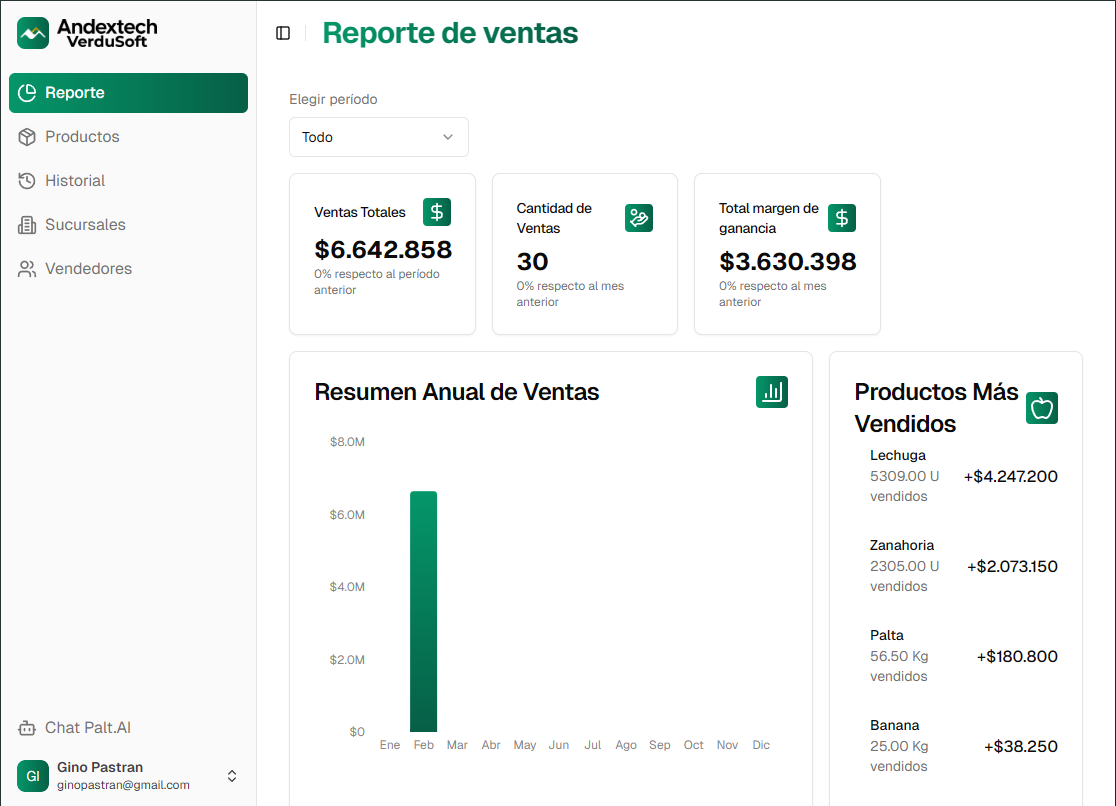 Andextech
VerduSoft
Reporte
Productos
Historial
Sucursales
Vendedores
Chat Palt.AI
GI
Gino Pastran
ginopastran@gmail.com
Reporte de ventas
Elegir período
Todo
Ventas Totales
$6.642.858
0% respecto al período
anterior
Cantidad de
Ventas
30
0% respecto al mes
anterior
Total margen de
ganancia
$3.630.398
0% respecto al mes
anterior
Resumen Anual de Ventas
$8.0M
$6.0M
$4.0M
$2.0M
$0
Ene Feb Mar Abr May Jun Jul Ago Sep Oct Nov Dic
Productos Más
Vendidos
Lechuga
5309.00 U
vendidos
+$4.247.200
Zanahoria
2305.00 U
vendidos
+$2.073.150
Palta
56.50 Kg
vendidos
+$180.800
Banana
25.00 Kg
vendidos
+$38.250